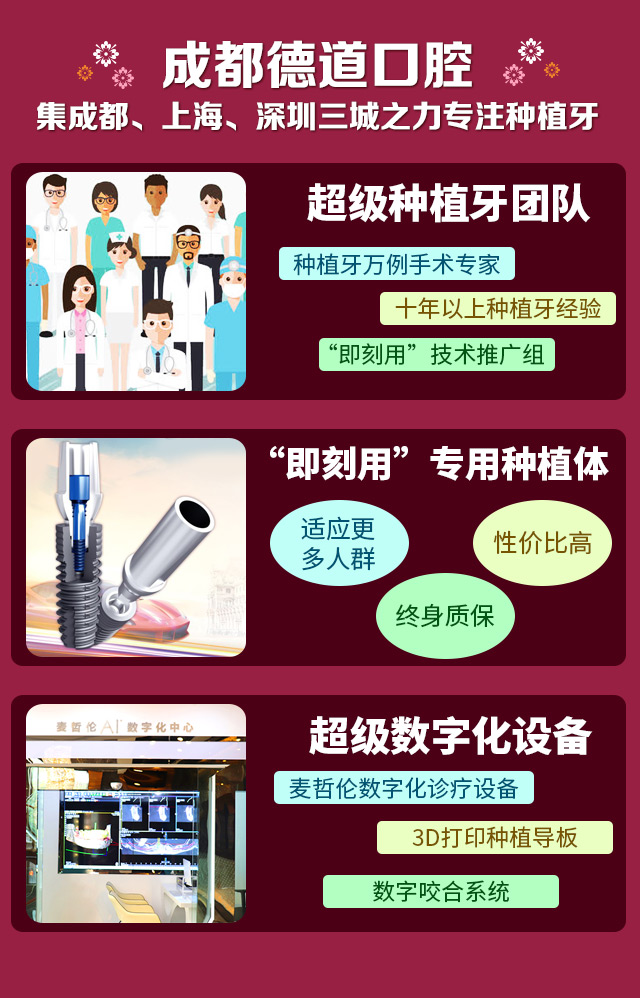 成都德道口腔
集成都、上海、深圳三城之力专注种植牙
超级种植牙团队
种植牙万例手术专家
十年以上种植牙经验
“即刻用”技术推广组
“即刻用”专用种植体
适应更
多人群
性价比高
终身质保
麦哲伦AI数字化中心
超级数字化设备
麦哲伦数字化诊疗设备
3D打印种植导板
数字咬合系统